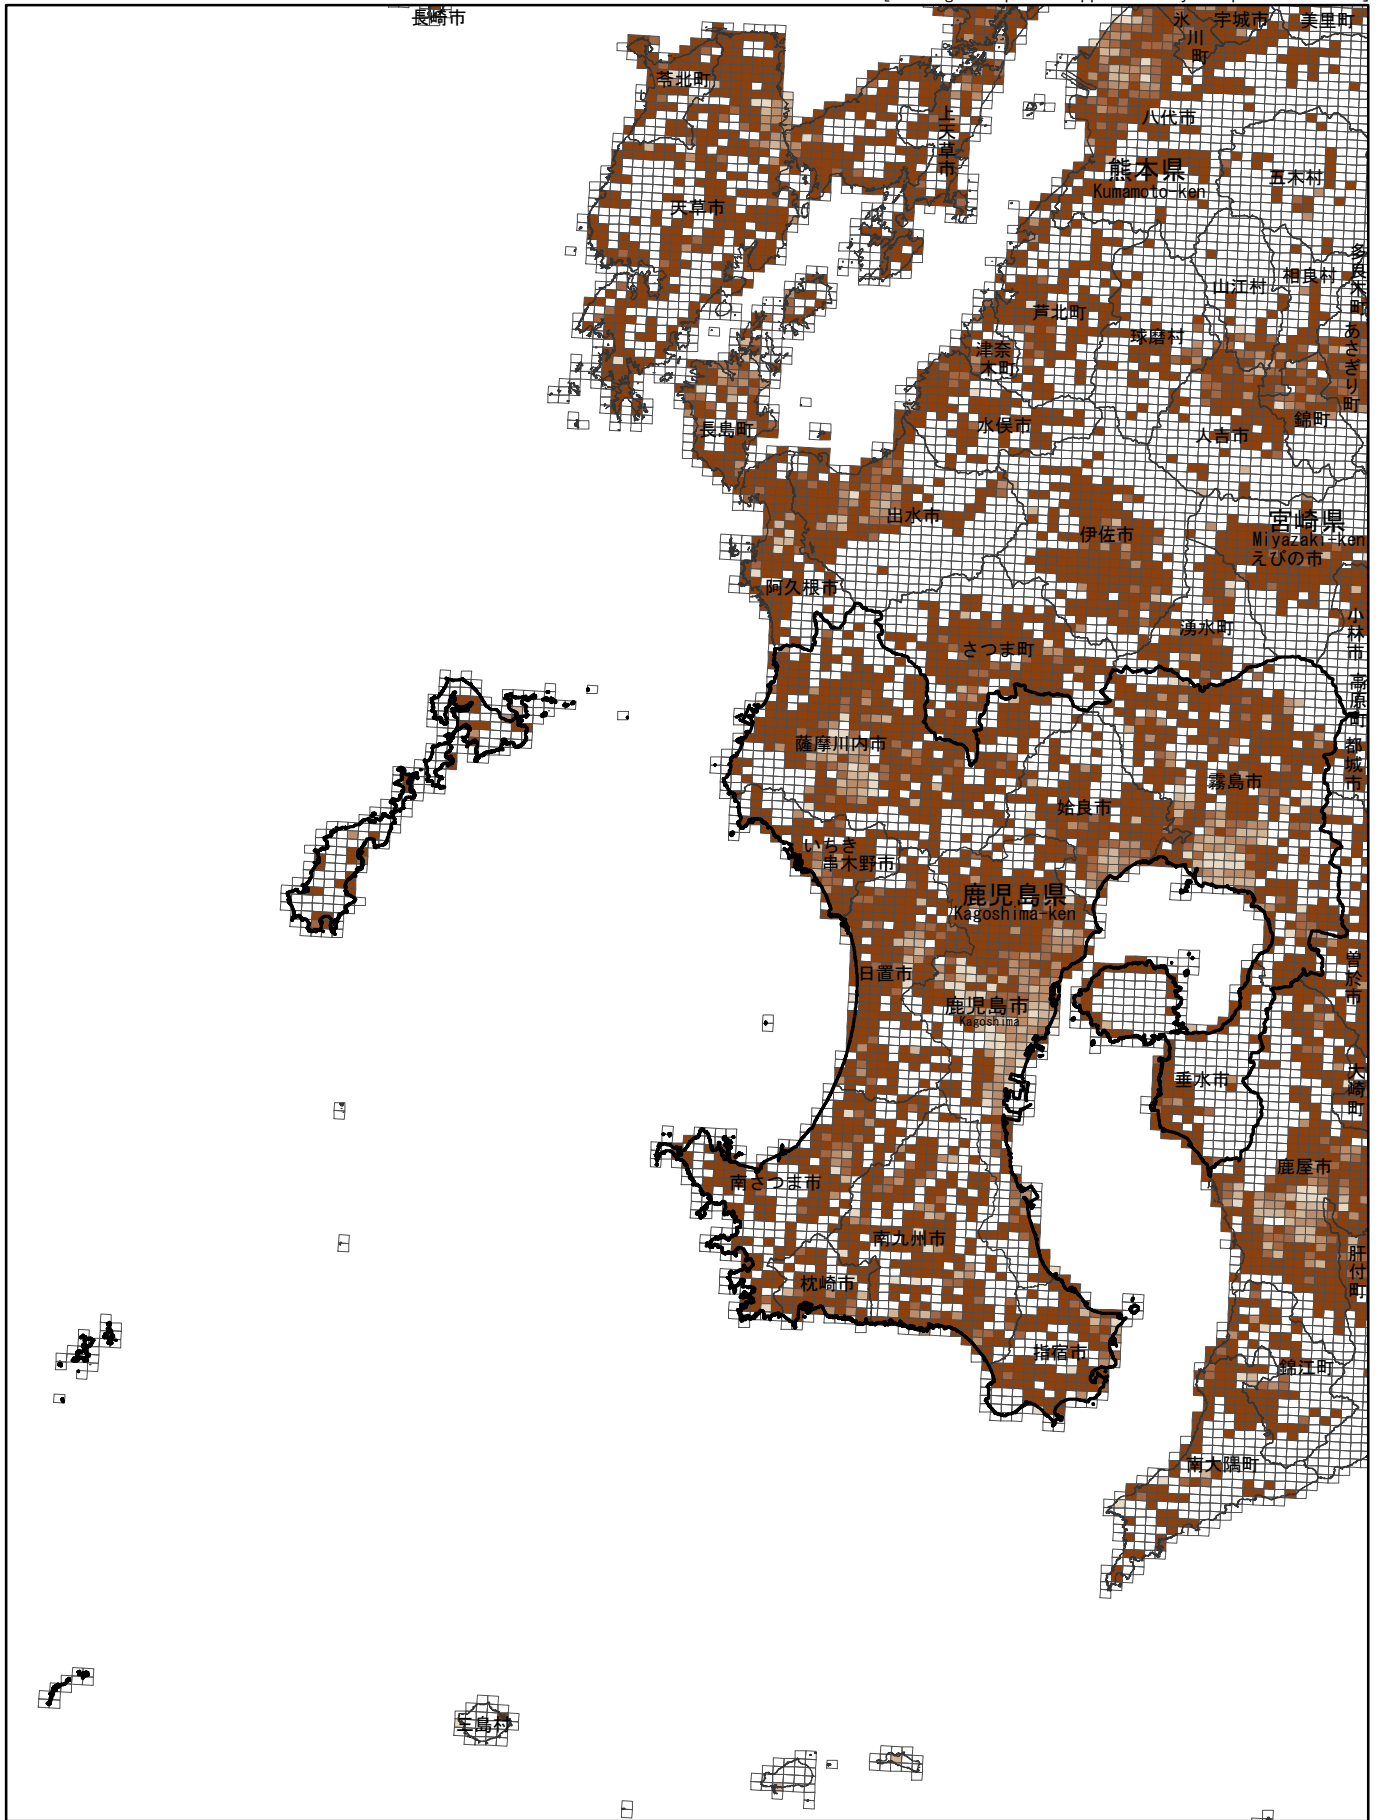 長崎市
氷川町
宇城市
美里町
苓北町
上天草市
八代市
熊本県
Kumamoto-ken
五木村
天草市
多良木町
相良村
山江村
芦北町
球磨村
あさぎり町
津奈木町
錦町
水俣市
人吉市
長島町
出水市
伊佐市
宮崎県
Miyazaki-ken
えびの市
阿久根市
小林市
湧水町
さつま町
高原町
薩摩川内市
都城市
霧島市
姶良市
いちき
串木野市
鹿児島県
Kagoshima-ken
日置市
曽於市
鹿児島市
Kagoshima
垂水市
大崎町
鹿屋市
南さつま市
南九州市
肝付町
枕崎市
指宿市
錦江町
南大隅町
三島村